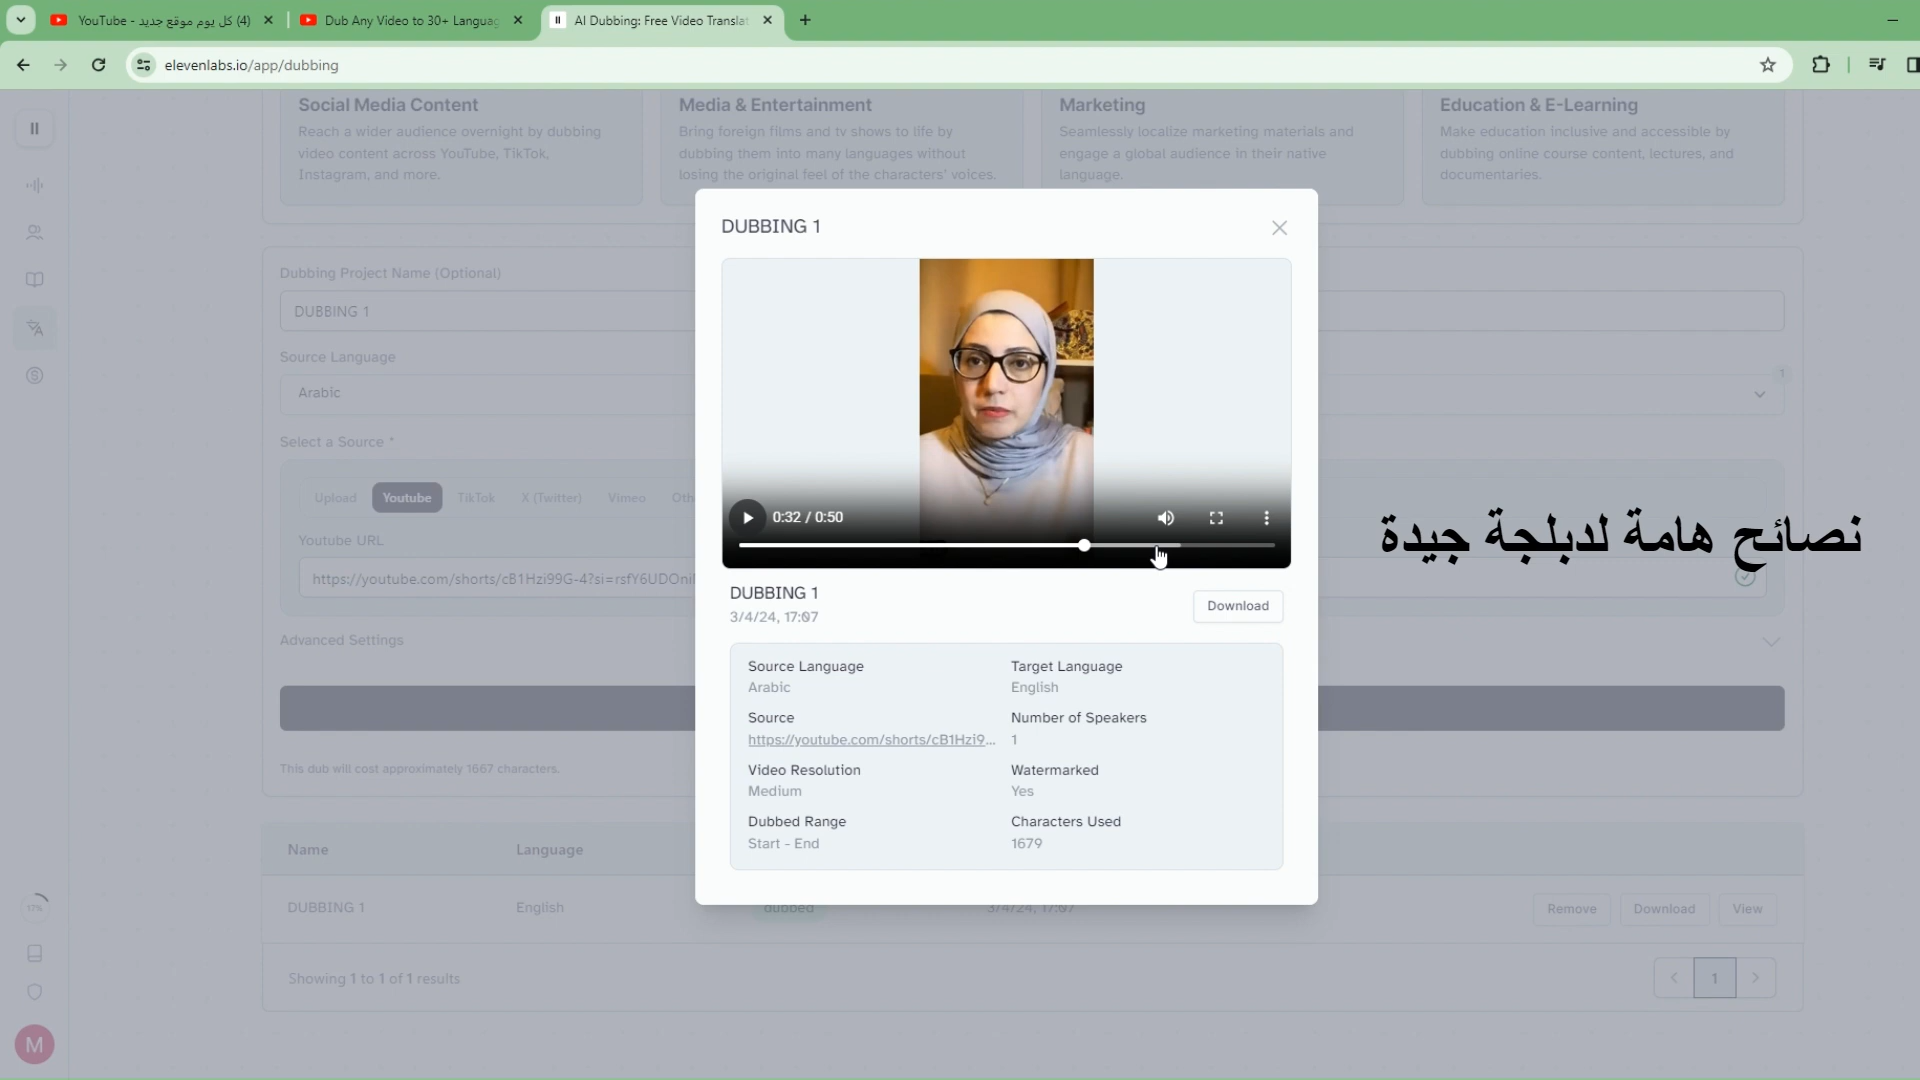 (4) كل يوم موقع جديد - YouTube
Dub Any Video to 30+ Languag
AI Dubbing: Free Video Translat
elevenlabs.io/app/dubbing
Social Media Content
Reach a wider audience overnight by dubbing
video content across YouTube, TikTok,
Instagram, and more.
Media & Entertainment
Bring foreign films and tv shows to life by
dubbing them into many languages without
losing the original feel of the characters' voices.
Marketing
Seamlessly localize marketing materials and
engage a global audience in their native
language.
Education & E-Learning
Make education inclusive and accessible by
dubbing online course content, lectures, and
documentaries.
Dubbing Project Name (Optional)
DUBBING 1
Source Language
Arabic
1
Select a Source *
Upload Youtube TikTok X (Twitter) Vimeo Oth
Youtube URL
https://youtube.com/shorts/cB1Hzi99G-4?si=rsfY6UDOni
Advanced Settings
This dub will cost approximately 1667 characters.
DUBBING 1
0:32 / 0:50
DUBBING 1
3/4/24, 17:07
Download
Source Language
Arabic
Target Language
English
Source
https://youtube.com/shorts/cB1Hzi9...
Number of Speakers
1
Video Resolution
Medium
Watermarked
Yes
Dubbed Range
Start - End
Characters Used
1679
نصائح هامة لدبلجة جيدة
Name Language
DUBBING 1 English dubbed 3/4/24, 17:07 Remove Download View
Showing 1 to 1 of 1 results
1
17%
M